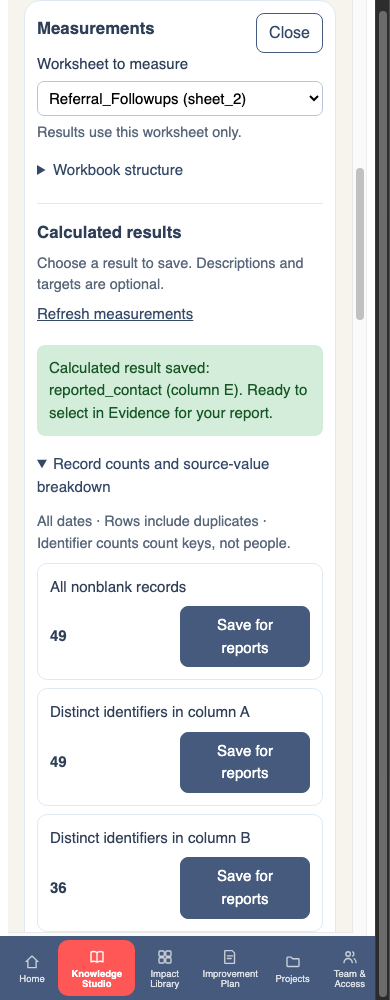 Measurements
Close
Worksheet to measure
Referral_Followups (sheet_2)
Results use this worksheet only.
Workbook structure
Calculated results
Choose a result to save. Descriptions and
targets are optional.
Refresh measurements
Calculated result saved:
reported_contact (column E). Ready to
select in Evidence for your report.
Record counts and source-value
breakdown
All dates · Rows include duplicates ·
Identifier counts count keys, not people.
All nonblank records
49
Save for
reports
Distinct identifiers in column A
49
Save for
reports
Distinct identifiers in column B
36
Save for
reports
Home
Knowledge
Studio
Impact
Library
Improvement
Plan
Projects
Team &
Access